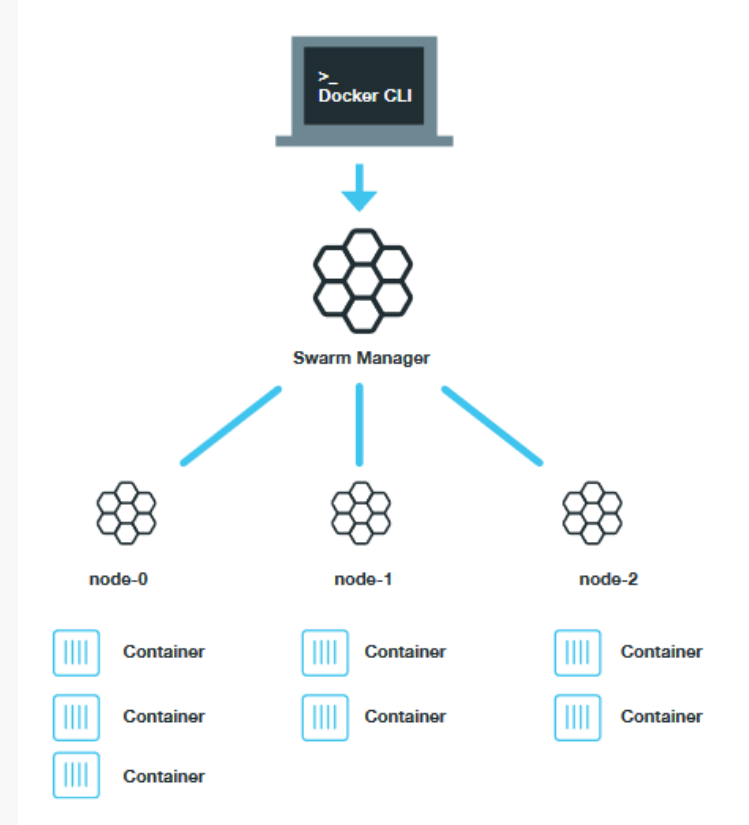 >_
Docker CLI
Swarm Manager
node-0
node-1
node-2
Container
Container
Container
Container
Container
Container
Container